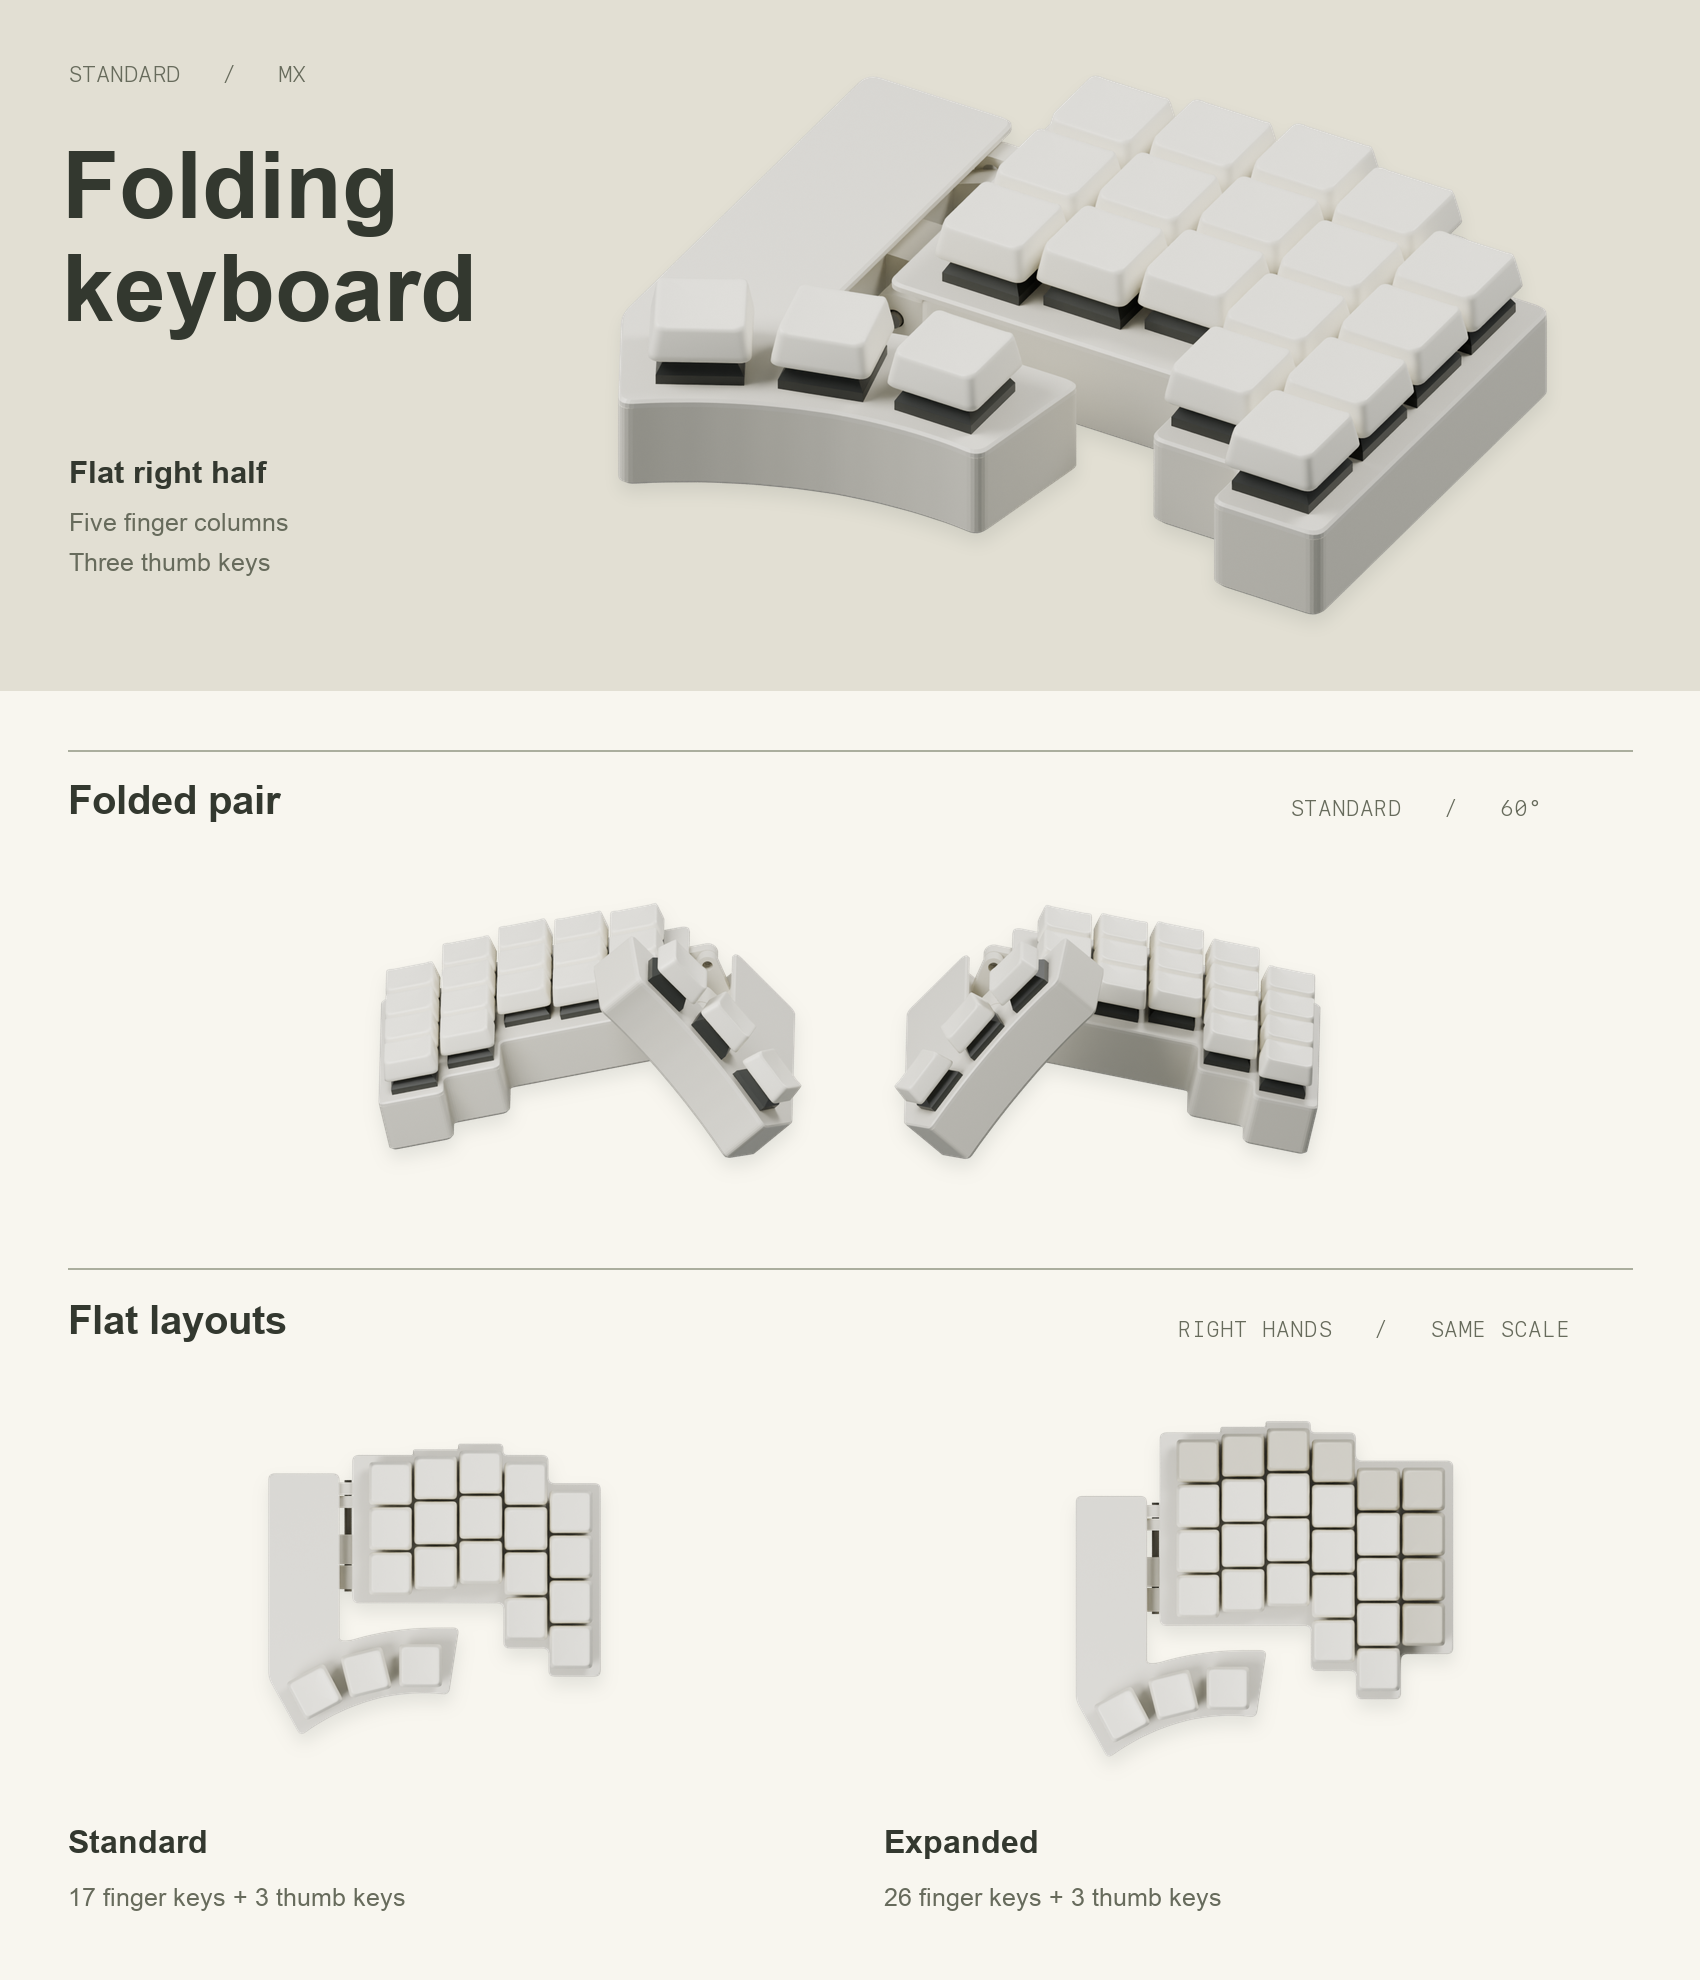 STANDARD / MX
Folding
keyboard
Flat right half
Five finger columns
Three thumb keys
Folded pair
STANDARD / 60°
Flat layouts
RIGHT HANDS / SAME SCALE
Standard
17 finger keys + 3 thumb keys
Expanded
26 finger keys + 3 thumb keys